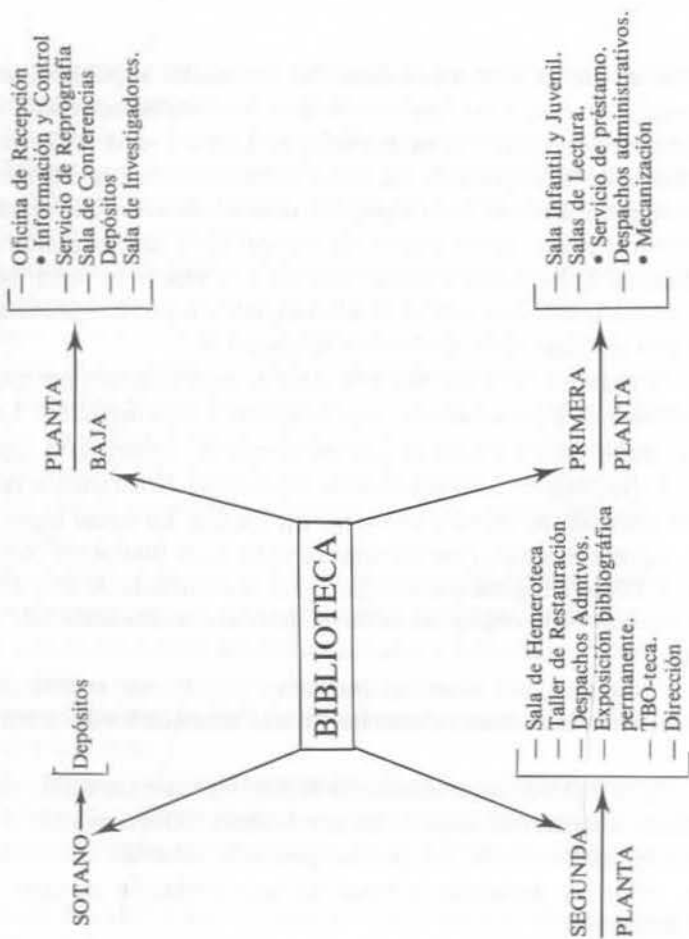 SOTANO
Depósitos
PLANTA
BAJA
– Oficina de Recepción
• Información y Control
– Servicio de Reprografía
– Sala de Conferencias
– Depósitos
– Sala de Investigadores.
BIBLIOTECA
SEGUNDA
PLANTA
– Sala de Hemeroteca
– Taller de Restauración
– Despachos Admtvos.
– Exposición bibliográfica
permanente.
– TBO-teca.
– Dirección
PRIMERA
PLANTA
– Sala Infantil y Juvenil.
– Salas de Lectura.
• Servicio de préstamo.
– Despachos administrativos.
• Mecanización